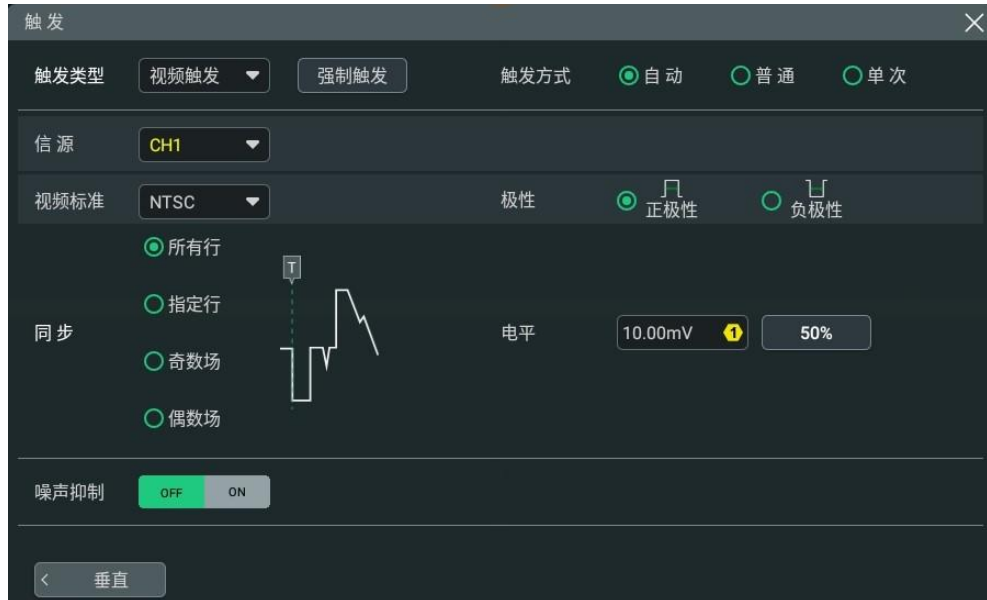 触发
触发类型 视频触发 强制触发 触发方式 自动 普通 单次
信源 CH1
视频标准 NTSC 极性 正极性 负极性
所有行
T
指定行
同步 电平 10.00mV 1 50%
奇数场
偶数场
噪声抑制 OFF ON
< 垂直